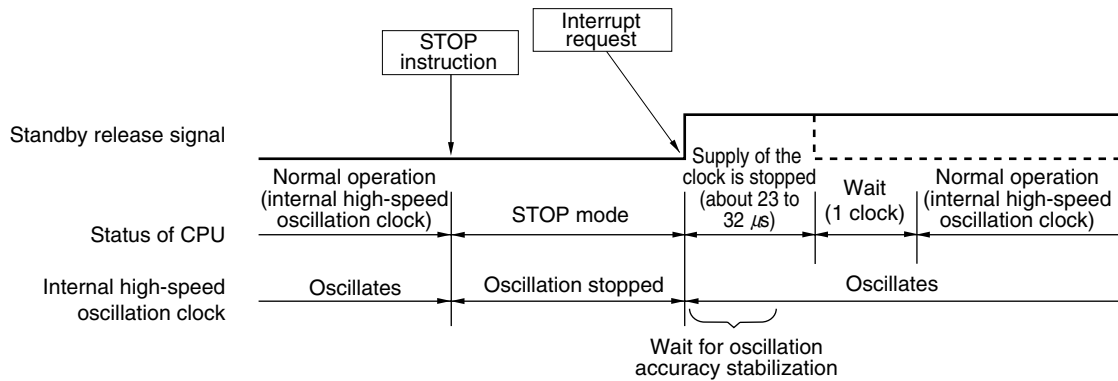 Interrupt
request
STOP
instruction
Standby release signal
Supply of the
clock is stopped
(about 23 to
32 μs)
Normal operation
(internal high-speed
oscillation clock)
STOP mode
Wait
(1 clock)
Normal operation
(internal high-speed
oscillation clock)
Status of CPU
Internal high-speed
oscillation clock
Oscillates
Oscillation stopped
Oscillates
Wait for oscillation
accuracy stabilization